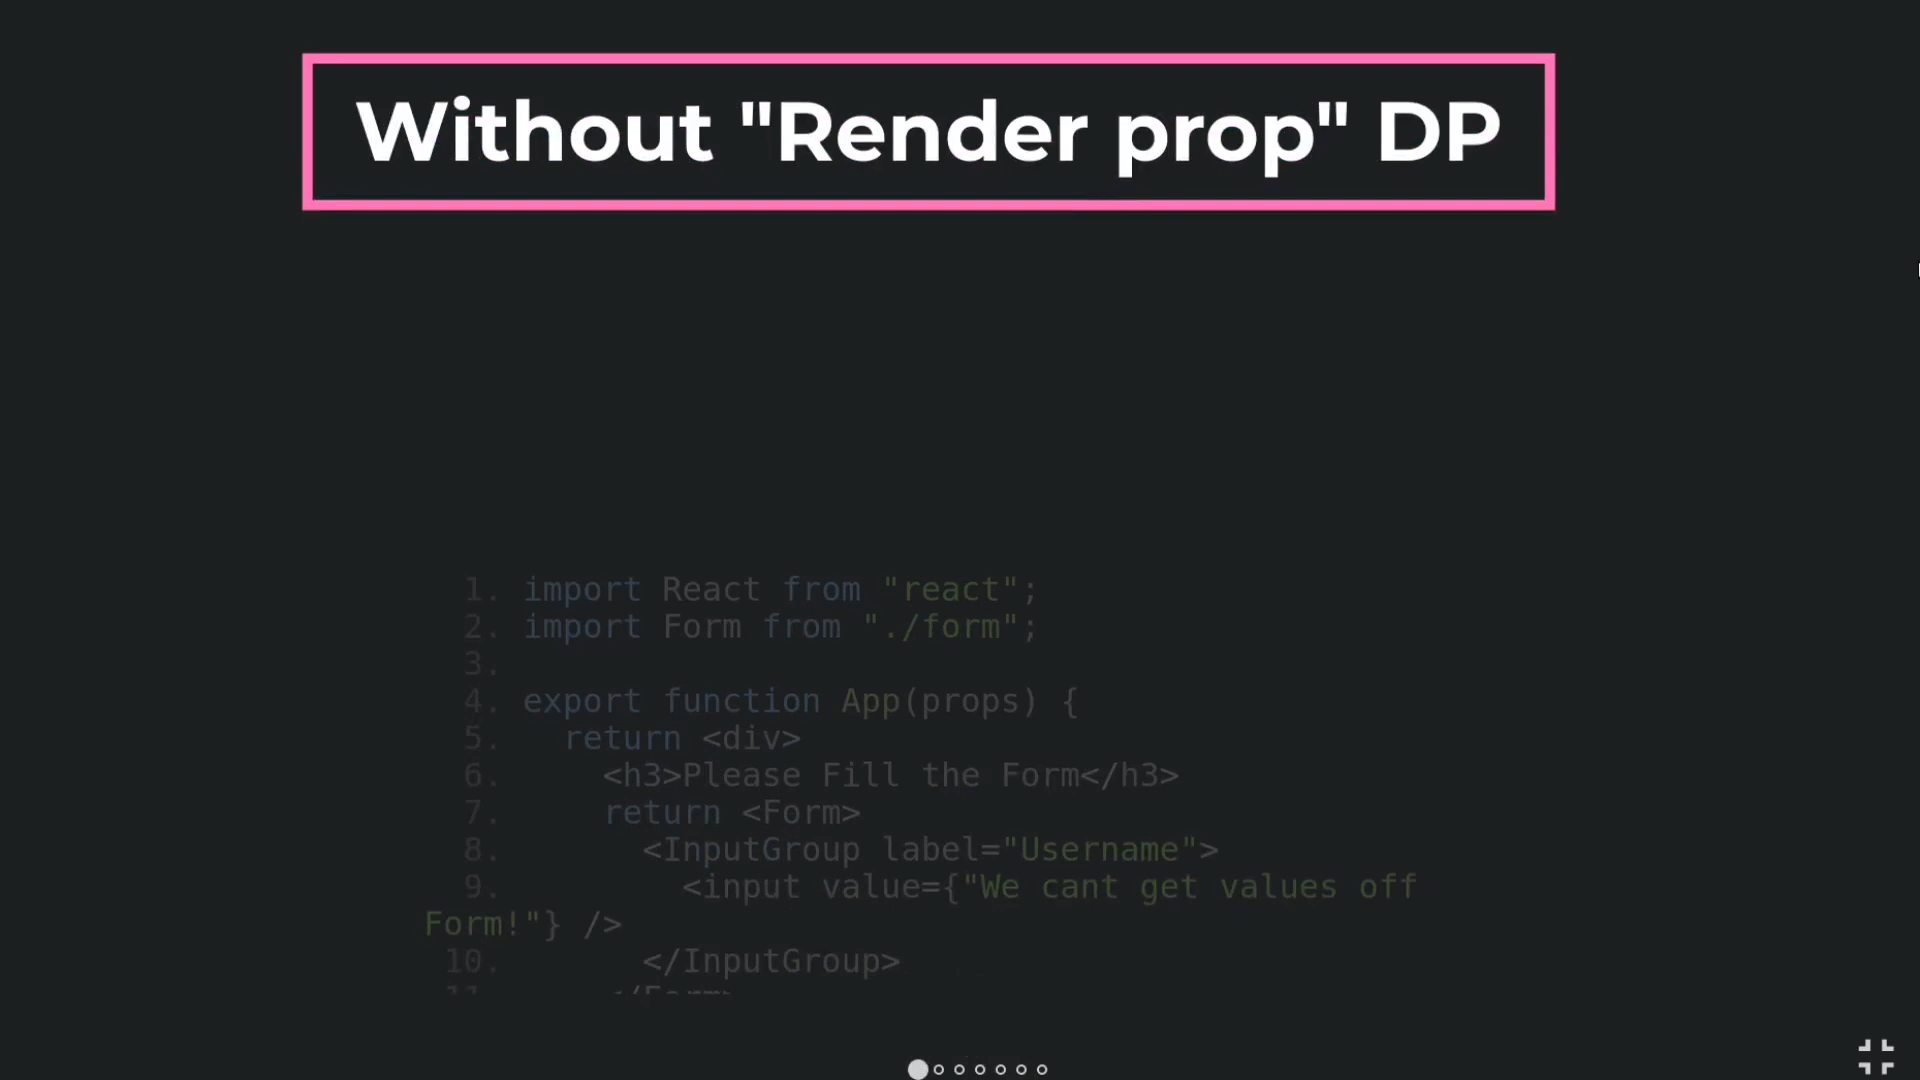 Without "Render prop" DP
1. import React from "react";
2. import Form from "./form";
3.
4. export function App(props) {
5. return <div>
6. <h3>Please Fill the Form</h3>
7. return <Form>
8. <InputGroup label="Username">
9. <input value={"We cant get values off
Form!"} />
10. </InputGroup>
11. </Form>